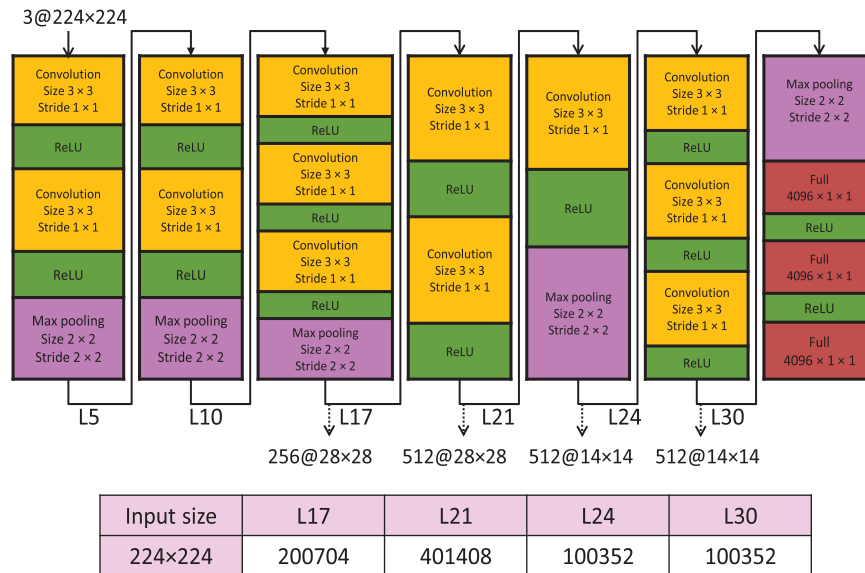 3@224×224
Convolution
Size 3 × 3
Stride 1 × 1
ReLU
Convolution
Size 3 × 3
Stride 1 × 1
ReLU
Max pooling
Size 2 × 2
Stride 2 × 2
Convolution
Size 3 × 3
Stride 1 × 1
ReLU
Convolution
Size 3 × 3
Stride 1 × 1
ReLU
Max pooling
Size 2 × 2
Stride 2 × 2
Convolution
Size 3 × 3
Stride 1 × 1
ReLU
Convolution
Size 3 × 3
Stride 1 × 1
ReLU
Convolution
Size 3 × 3
Stride 1 × 1
ReLU
Max pooling
Size 2 × 2
Stride 2 × 2
Convolution
Size 3 × 3
Stride 1 × 1
ReLU
Convolution
Size 3 × 3
Stride 1 × 1
ReLU
Convolution
Size 3 × 3
Stride 1 × 1
ReLU
Max pooling
Size 2 × 2
Stride 2 × 2
Convolution
Size 3 × 3
Stride 1 × 1
ReLU
Convolution
Size 3 × 3
Stride 1 × 1
ReLU
Convolution
Size 3 × 3
Stride 1 × 1
ReLU
Max pooling
Size 2 × 2
Stride 2 × 2
Full
4096 × 1 × 1
ReLU
Full
4096 × 1 × 1
ReLU
Full
4096 × 1 × 1
L5 L10 L17 L21 L24 L30
256@28×28 512@28×28 512@14×14 512@14×14
Input size L17 L21 L24 L30
224×224 200704 401408 100352 100352